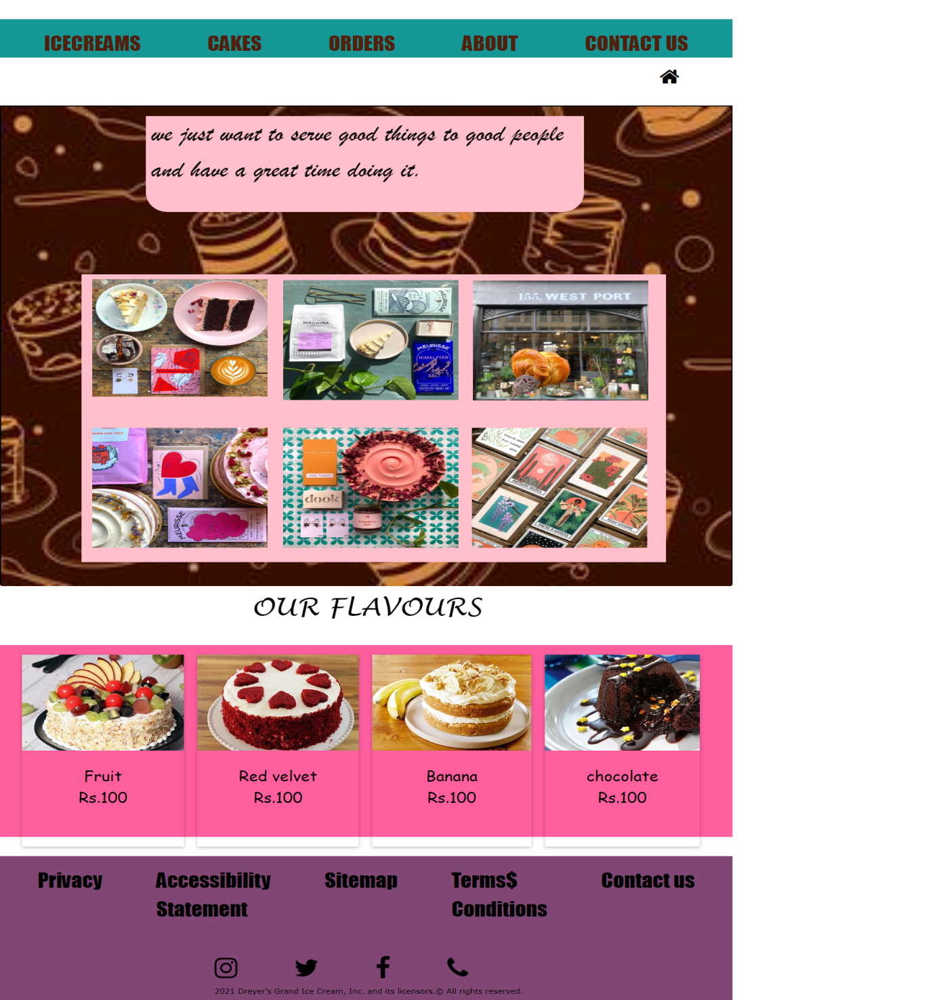 ICECREAMS CAKES ORDERS ABOUT CONTACT US
we just want to serve good things to good people
and have a great time doing it.
MACHINA
MEURISSE
HIMALAYAN
SALT
155. WEST PORT
MEURISSE
dook
OUR FLAVOURS
Fruit
Rs.100
Red velvet
Rs.100
Banana
Rs.100
chocolate
Rs.100
Privacy
Accessibility
Statement
Sitemap
Terms$
Conditions
Contact us
2021 Dreyer’s Grand Ice Cream, Inc. and its licensors.© All rights reserved.